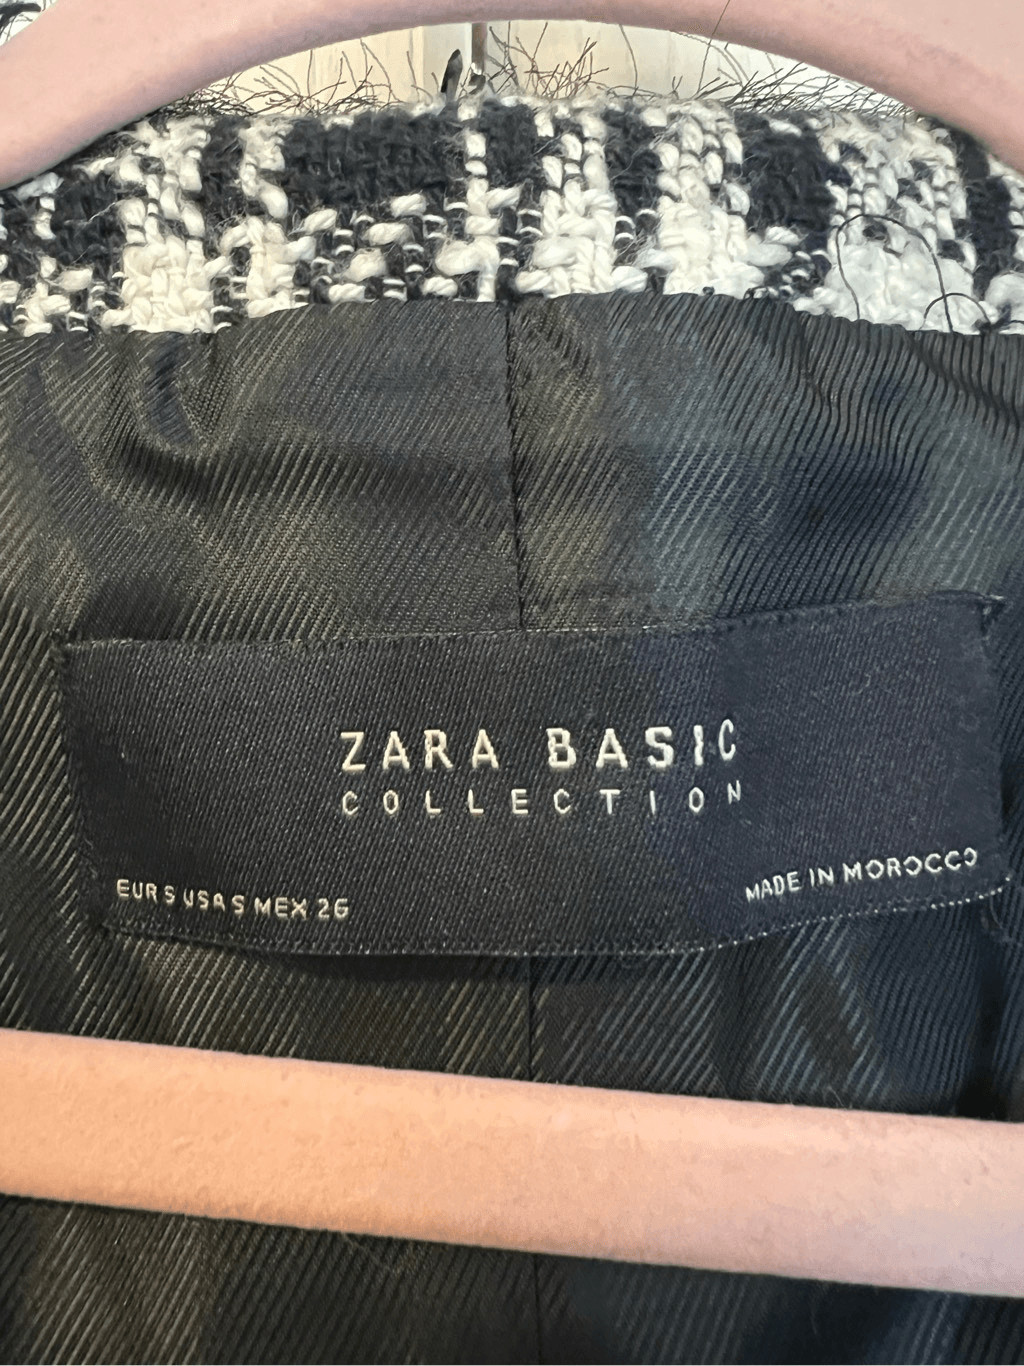 ZARA BASIC
COLLECTION
EUR S USA S MEX 26
MADE IN MOROCCO